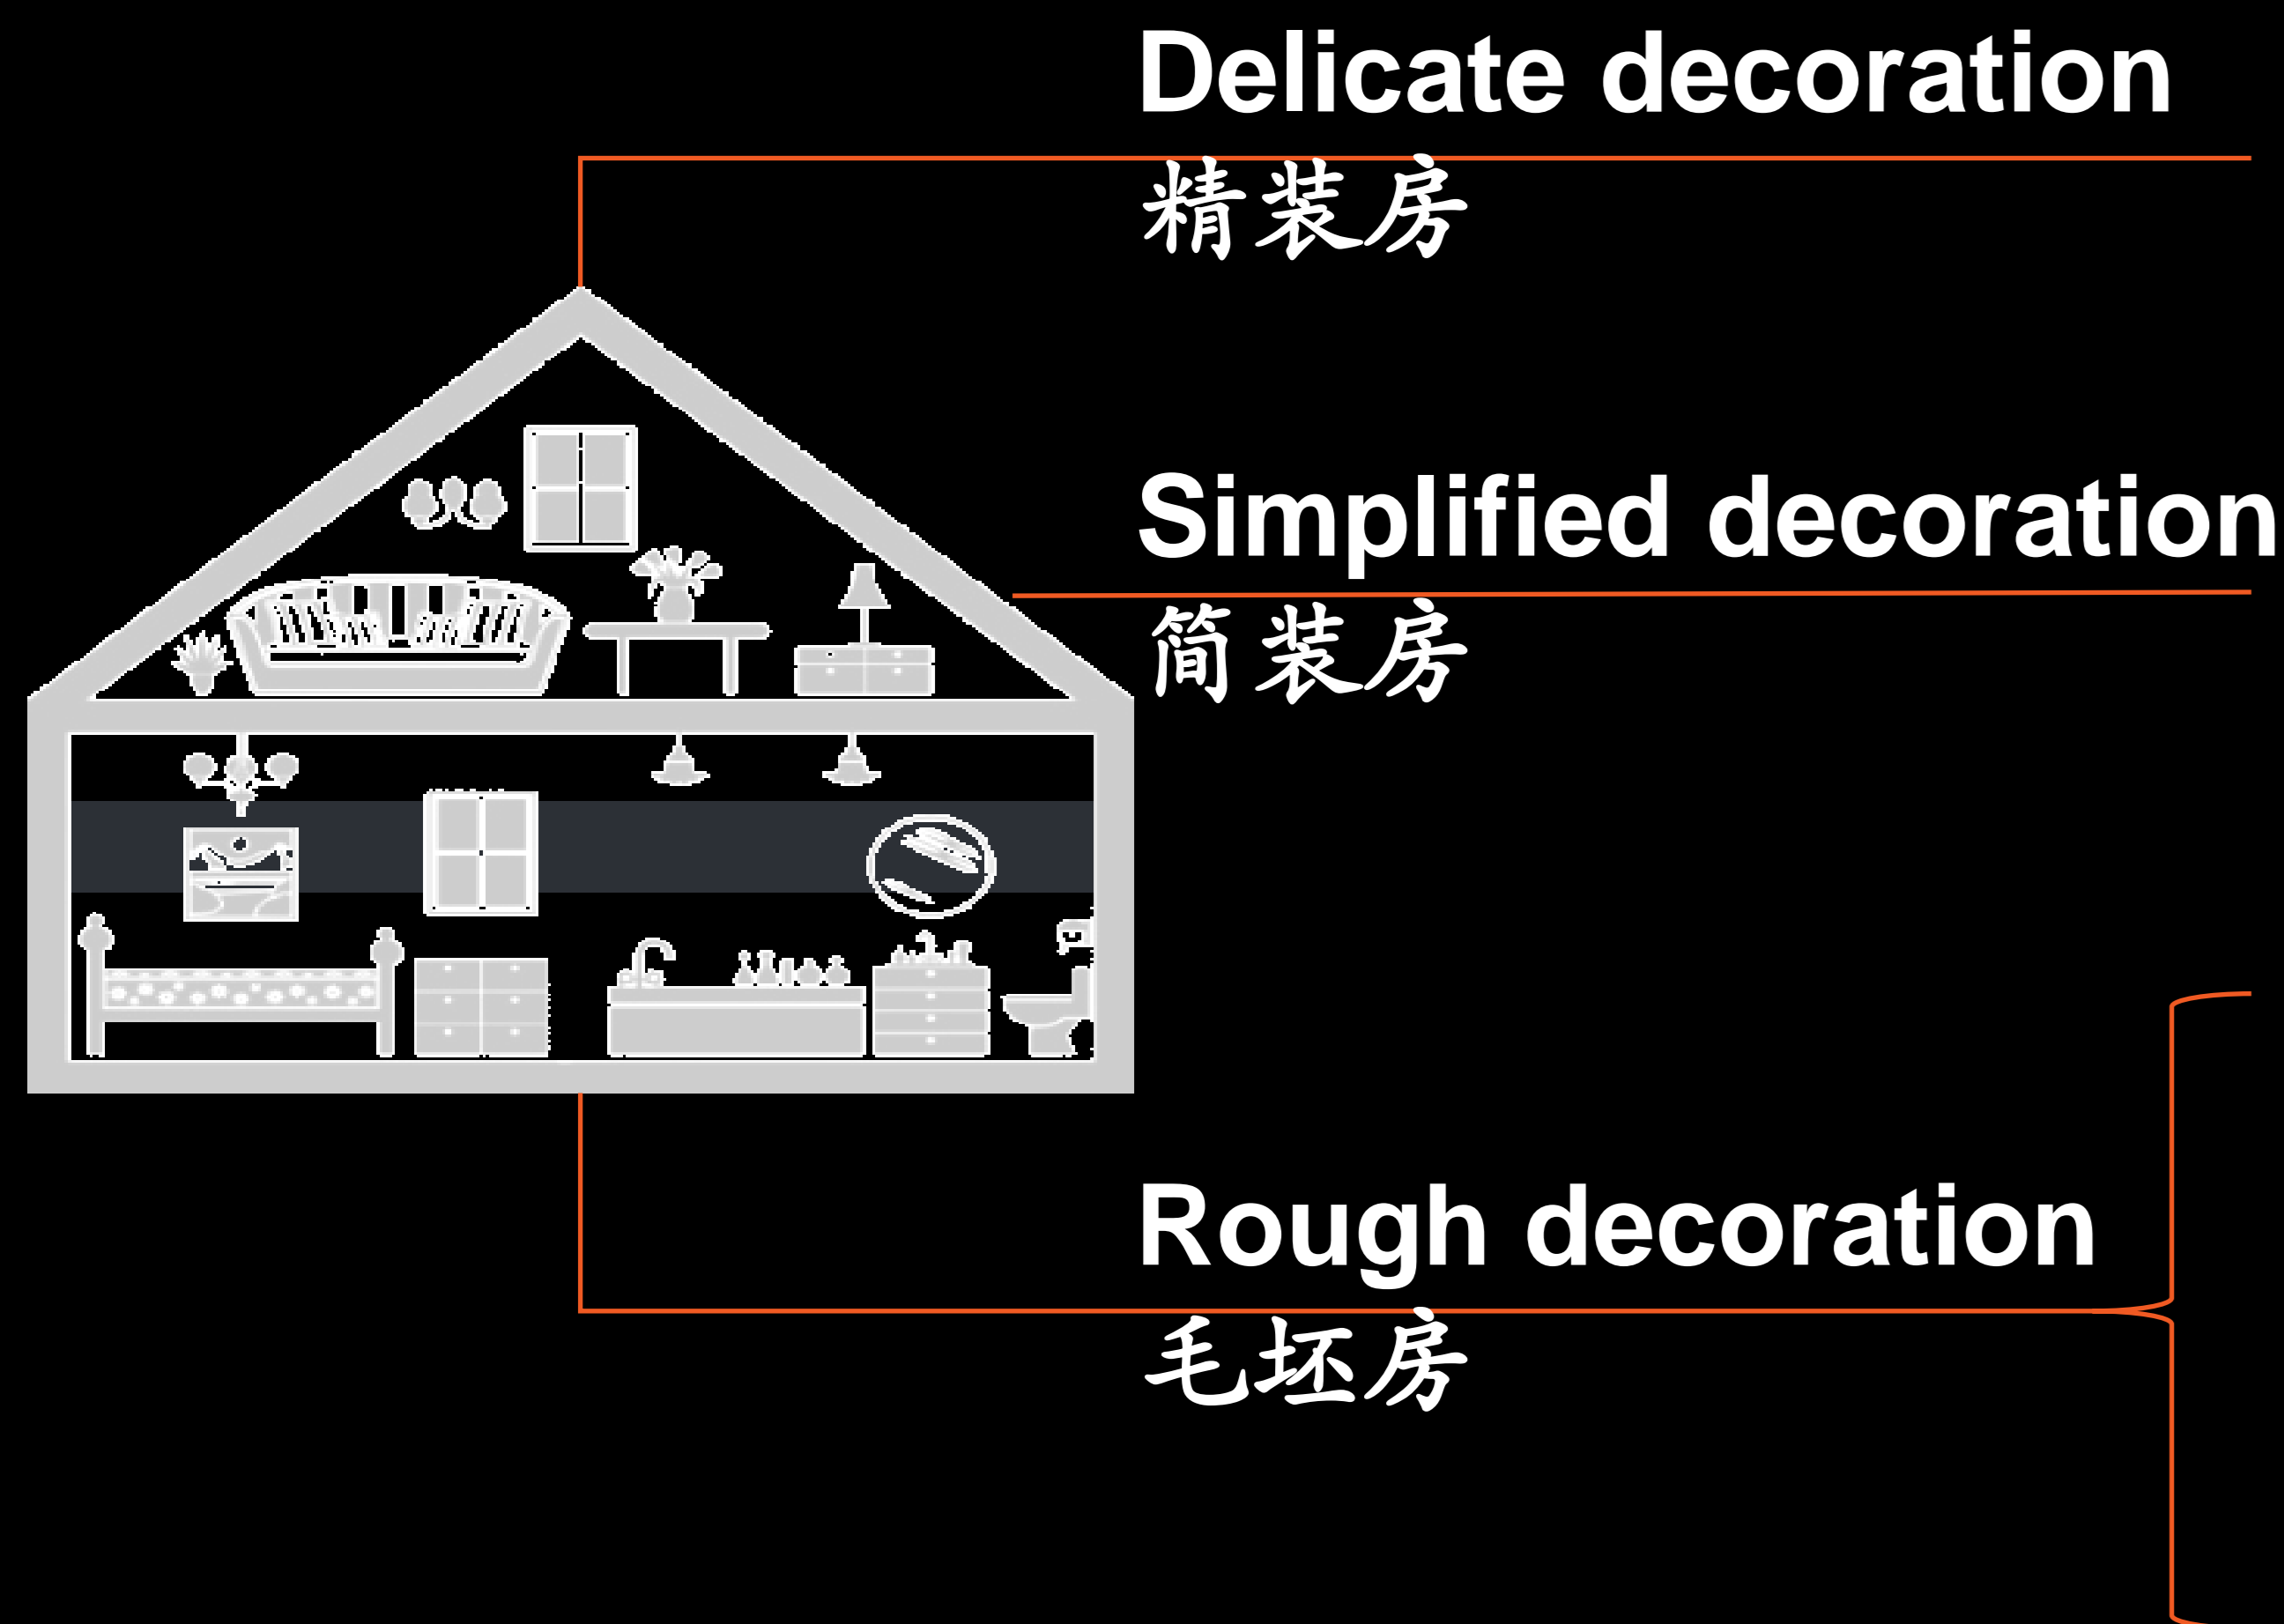 Delicate decoration
精装房
Simplified decoration
简装房
Rough decoration
毛坯房